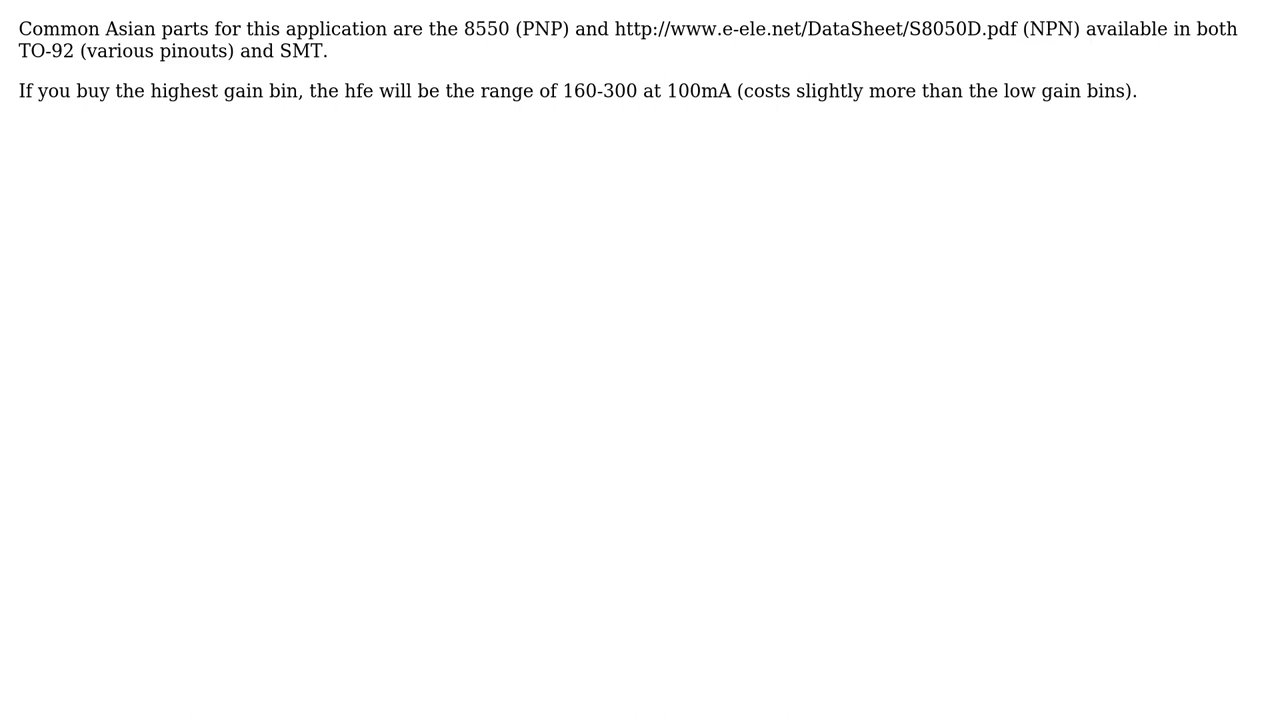 Common Asian parts for this application are the 8550 (PNP) and http://www.e-ele.net/DataSheet/S8050D.pdf (NPN) available in both
TO-92 (various pinouts) and SMT.
If you buy the highest gain bin, the hfe will be the range of 160-300 at 100mA (costs slightly more than the low gain bins).